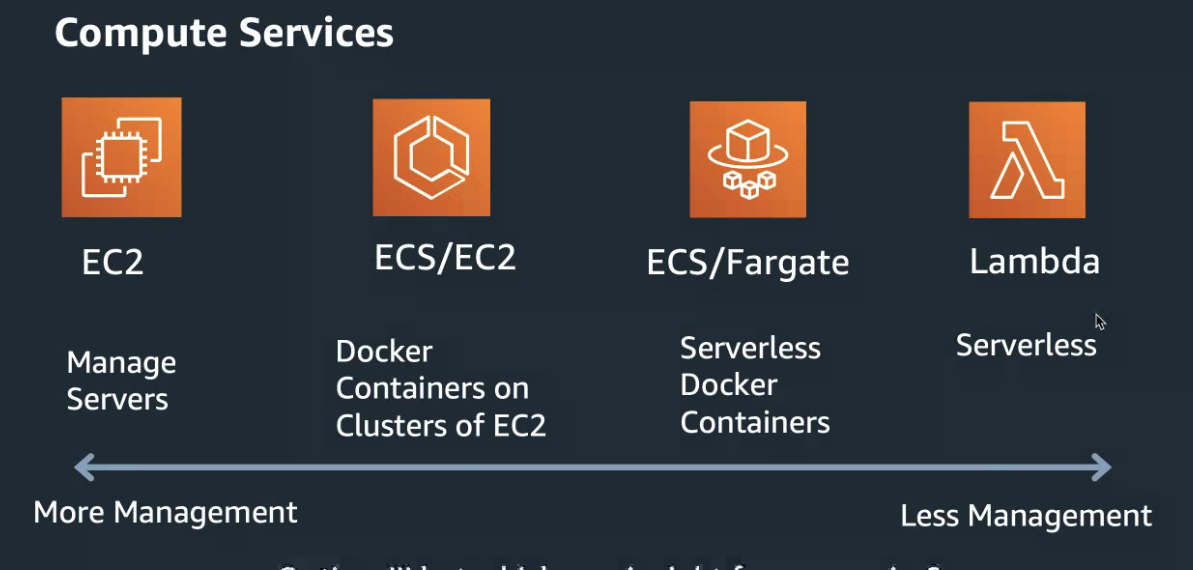 Compute Services
EC2
ECS/EC2
ECS/Fargate
Lambda
Manage
Servers
Docker
Containers on
Clusters of EC2
Serverless
Docker
Containers
Serverless
More Management
Less Management